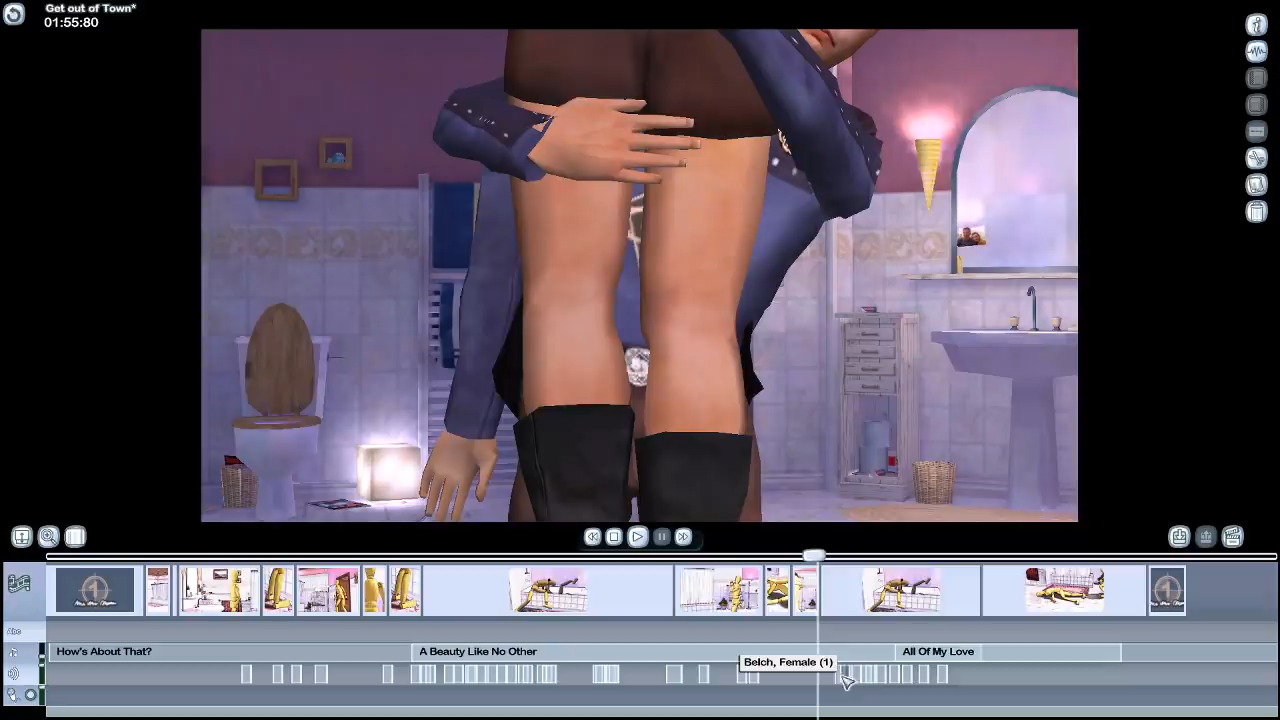 Get out of Town*
01:55:80
Abc
How's About That?
A Beauty Like No Other
All Of My Love
Belch, Female (1)